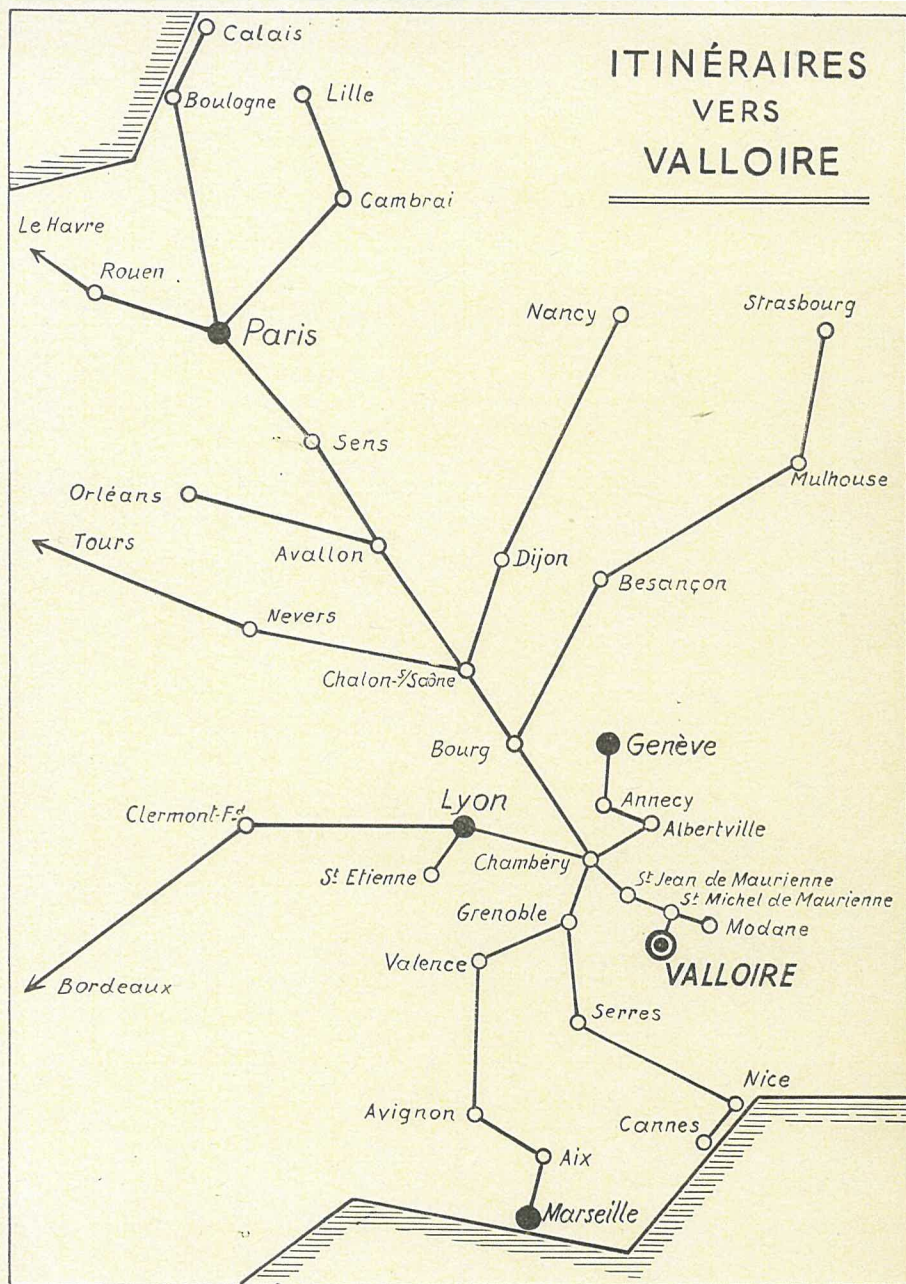 ITINÉRAIRES
VERS
VALLOIRE
Calais
Boulogne
Lille
Cambrai
Le Havre
Rouen
Paris
Nancy
Strasbourg
Sens
Mulhouse
Orléans
Avallon
Tours
Dijon
Besançon
Nevers
Chalon-s/Saône
Bourg
Genève
Lyon
Annecy
Clermont-Fd
Albertville
Chambéry
St Etienne
St Jean de Maurienne
St Michel de Maurienne
Grenoble
Modane
Valence
VALLOIRE
Bordeaux
Serres
Nice
Avignon
Cannes
Aix
Marseille